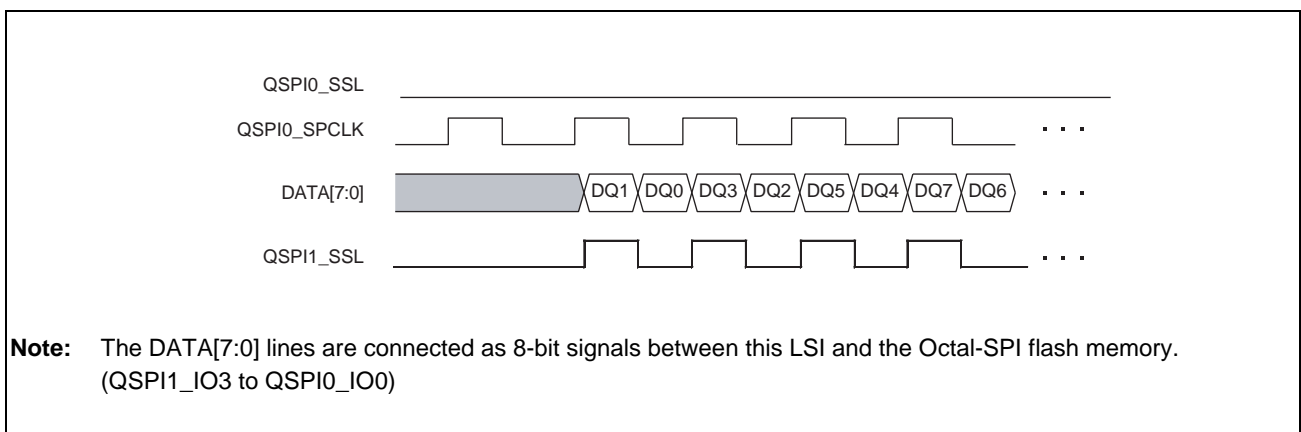 QSPI0_SSL
QSPI0_SPCLK . . .
DATA[7:0] DQ1 DQ0 DQ3 DQ2 DQ5 DQ4 DQ7 DQ6 . . .
QSPI1_SSL . . .
Note: The DATA[7:0] lines are connected as 8-bit signals between this LSI and the Octal-SPI flash memory.
(QSPI1_IO3 to QSPI0_IO0)